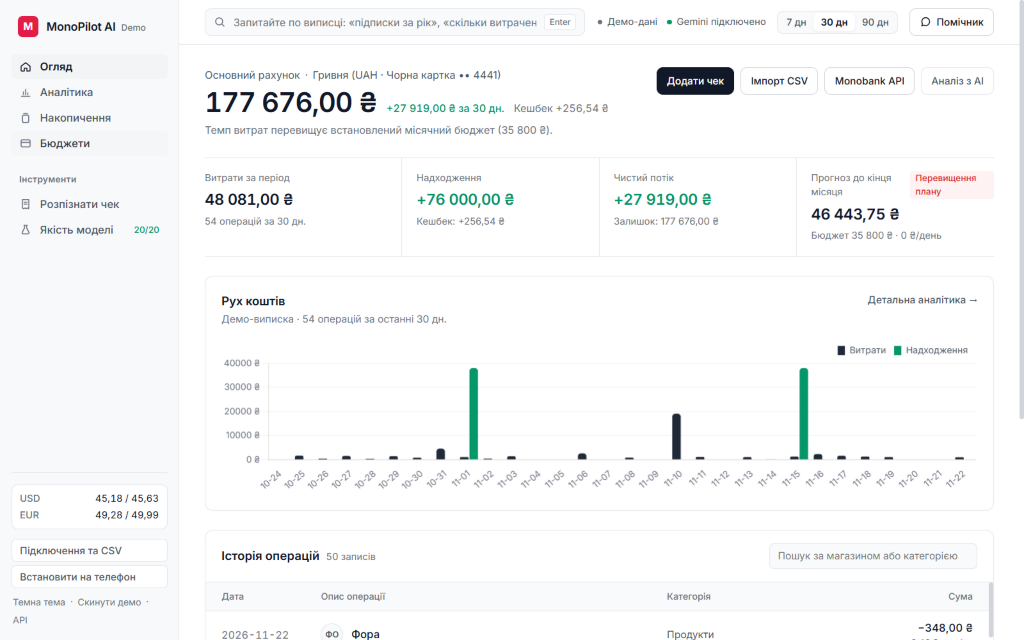 M MonoPilot AI Demo
Огляд
Аналітика
Накопичення
Бюджети
Інструменти
Розпізнати чек
Якість моделі 20/20
USD 45,18 / 45,63
EUR 49,28 / 49,99
Підключення та CSV
Встановити на телефон
Темна тема · Скинути демо ·
API
Запитайте по виписці: «підписки за рік», «скільки витрачен Enter
Демо-дані Gemini підключено 7 дн 30 дн 90 дн Помічник
Основний рахунок · Гривня (UAH · Чорна картка •• 4441)
177 676,00 ₴ +27 919,00 ₴ за 30 дн. Кешбек +256,54 ₴
Темп витрат перевищує встановлений місячний бюджет (35 800 ₴).
Додати чек Імпорт CSV Monobank API Аналіз з AI
Витрати за період
48 081,00 ₴
54 операцій за 30 дн.
Надходження
+76 000,00 ₴
Кешбек: +256,54 ₴
Чистий потік
+27 919,00 ₴
Залишок: 177 676,00 ₴
Прогноз до кінця
місяця
Перевищення
плану
46 443,75 ₴
Бюджет 35 800 ₴ · 0 ₴/день
Рух коштів
Детальна аналітика →
Демо-виписка · 54 операцій за останні 30 дн.
Витрати Надходження
40000 ₴
30000 ₴
20000 ₴
10000 ₴
0 ₴
10-24 10-25 10-26 10-27 10-28 10-29 10-30 10-31 11-01 11-02 11-03 11-04 11-05 11-06 11-07 11-08 11-09 11-10 11-11 11-12 11-13 11-14 11-15 11-16 11-17 11-18 11-19 11-20 11-21 11-22
Історія операцій 50 записів
Пошук за магазином або категорією
Дата Опис операції Категорія Сума
2026-11-22 ФО Фора Продукти −348,00 ₴